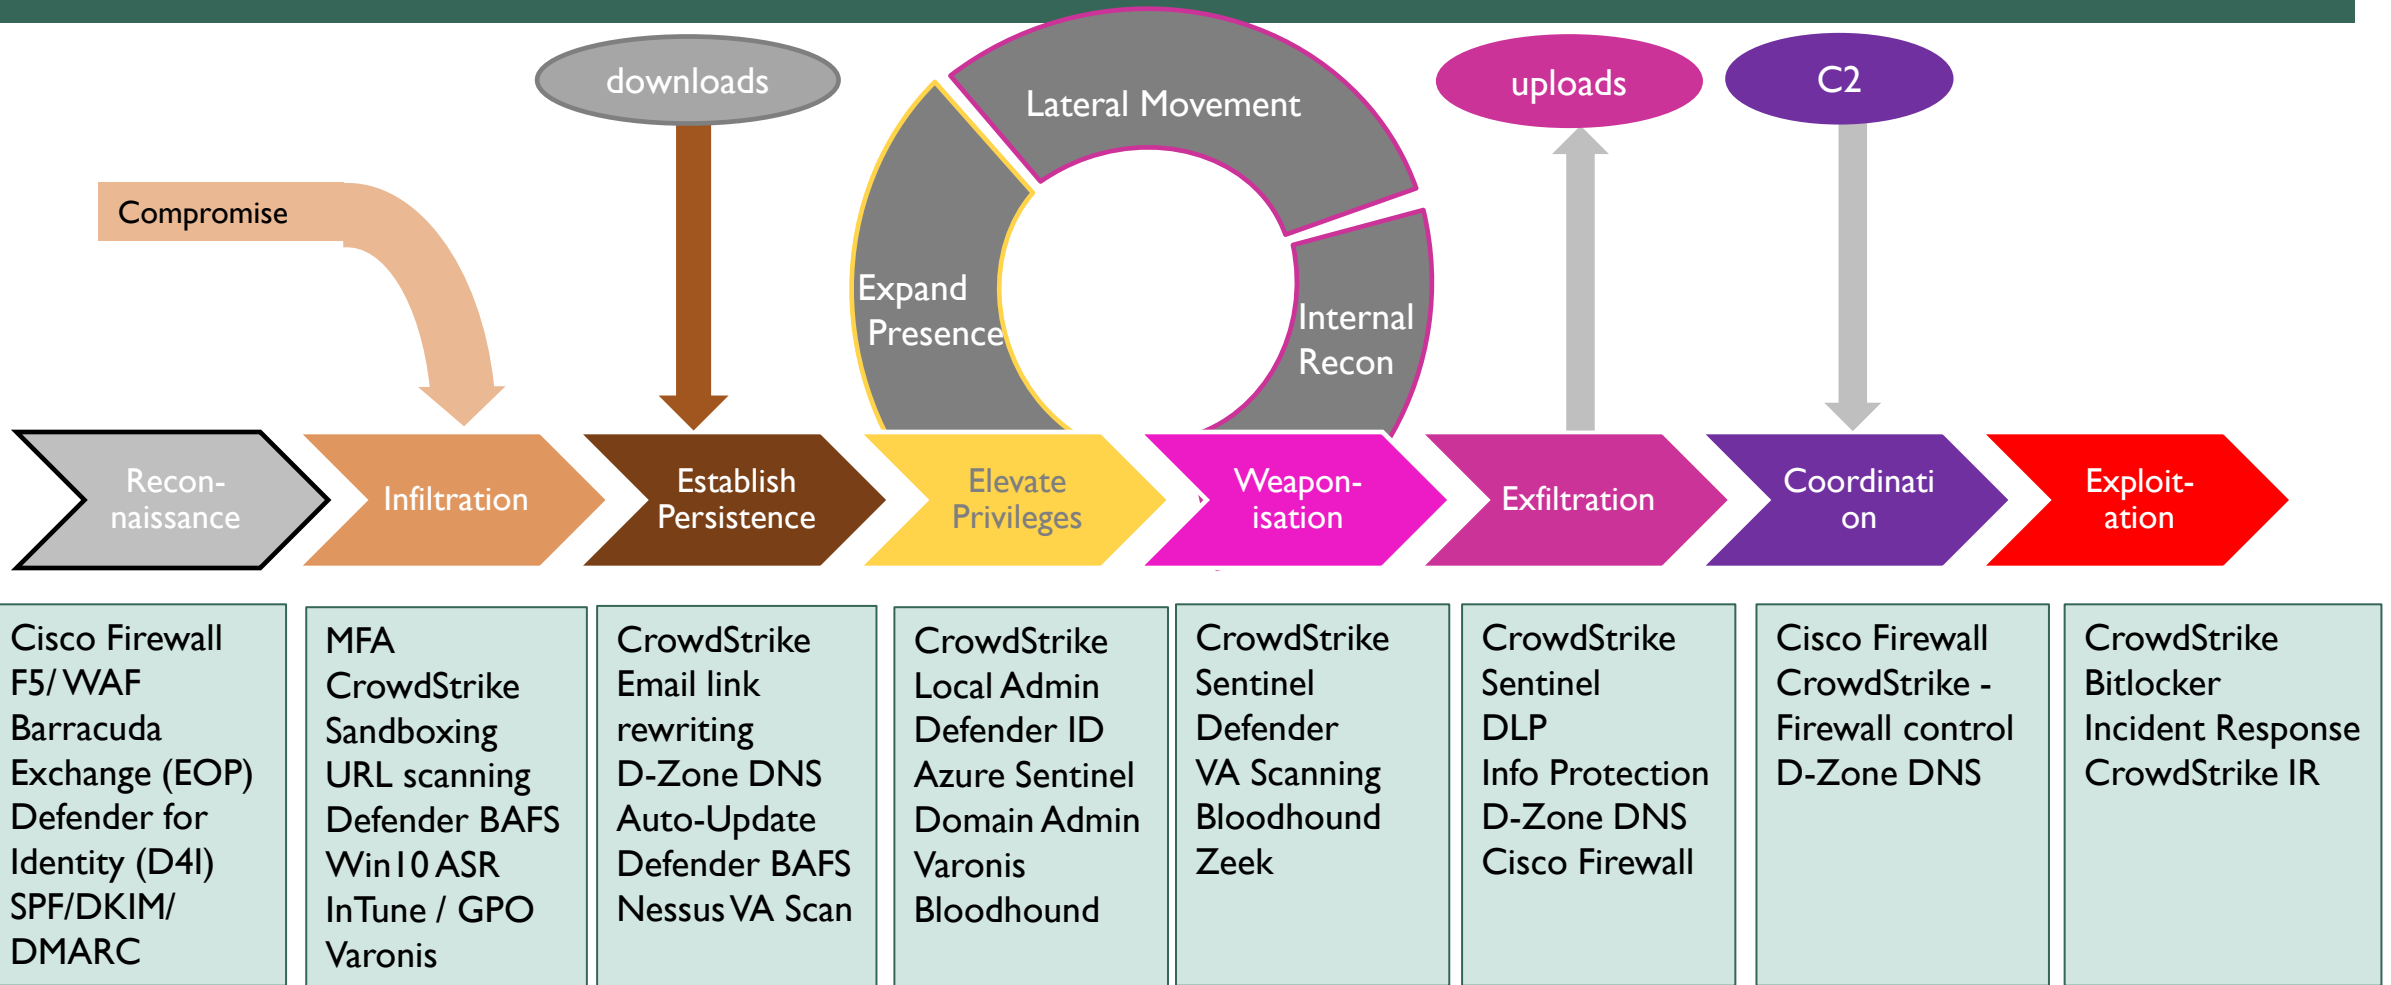 downloads
Lateral Movement
uploads
C2
Compromise
Expand
Presence
Internal
Recon
Recon-
naissance
Infiltration
Establish
Persistence
Elevate
Privileges
Weapon-
isation
Exfiltration
Coordinati
on
Exploit-
ation
Cisco Firewall
F5/ WAF
Barracuda
Exchange (EOP)
Defender for
Identity (D4I)
SPF/DKIM/
DMARC
MFA
CrowdStrike
Sandboxing
URL scanning
Defender BAFS
Win10 ASR
InTune / GPO
Varonis
CrowdStrike
Email link
rewriting
D-Zone DNS
Auto-Update
Defender BAFS
Nessus VA Scan
CrowdStrike
Local Admin
Defender ID
Azure Sentinel
Domain Admin
Varonis
Bloodhound
CrowdStrike
Sentinel
Defender
VA Scanning
Bloodhound
Zeek
CrowdStrike
Sentinel
DLP
Info Protection
D-Zone DNS
Cisco Firewall
Cisco Firewall
CrowdStrike -
Firewall control
D-Zone DNS
CrowdStrike
Bitlocker
Incident Response
CrowdStrike IR